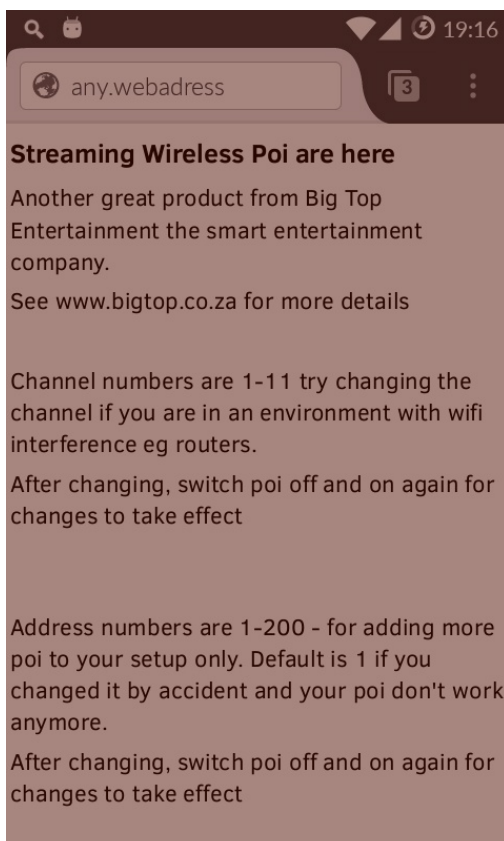 19:16
any.webadress
3
Streaming Wireless Poi are here
Another great product from Big Top
Entertainment the smart entertainment
company.
See www.bigtop.co.za for more details
Channel numbers are 1-11 try changing the
channel if you are in an environment with wifi
interference eg routers.
After changing, switch poi off and on again for
changes to take effect
Address numbers are 1-200 - for adding more
poi to your setup only. Default is 1 if you
changed it by accident and your poi don't work
anymore.
After changing, switch poi off and on again for
changes to take effect